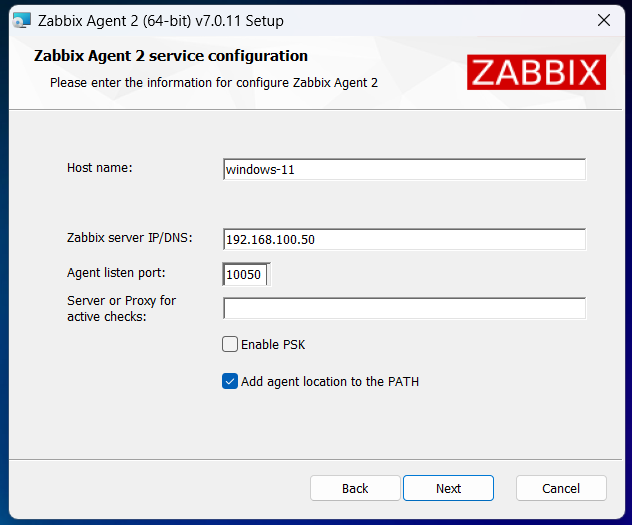 Zabbix Agent 2 (64-bit) v7.0.11 Setup
Zabbix Agent 2 service configuration
Please enter the information for configure Zabbix Agent 2
ZABBIX
Host name:
windows-11
Zabbix server IP/DNS:
192.168.100.50
Agent listen port:
10050
Server or Proxy for
active checks:
Enable PSK
Add agent location to the PATH
Back
Next
Cancel